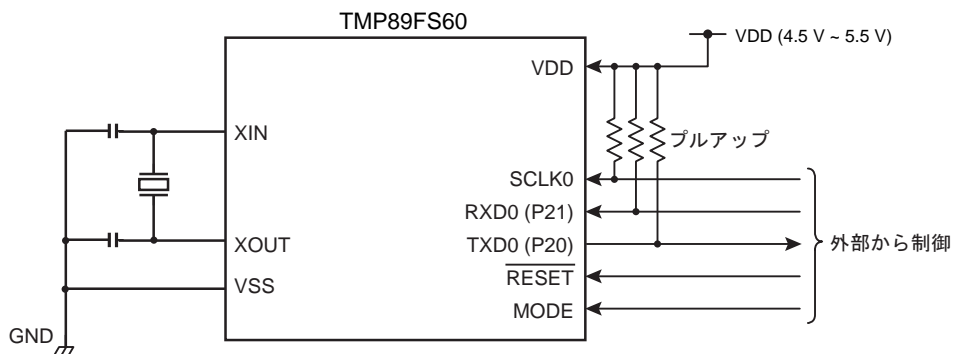 TMP89FS60
VDD (4.5 V ~ 5.5 V)
VDD
XIN
プルアップ
SCLK0
RXD0 (P21)
外部から制御
XOUT
TXD0 (P20)
RESET
VSS
MODE
GND